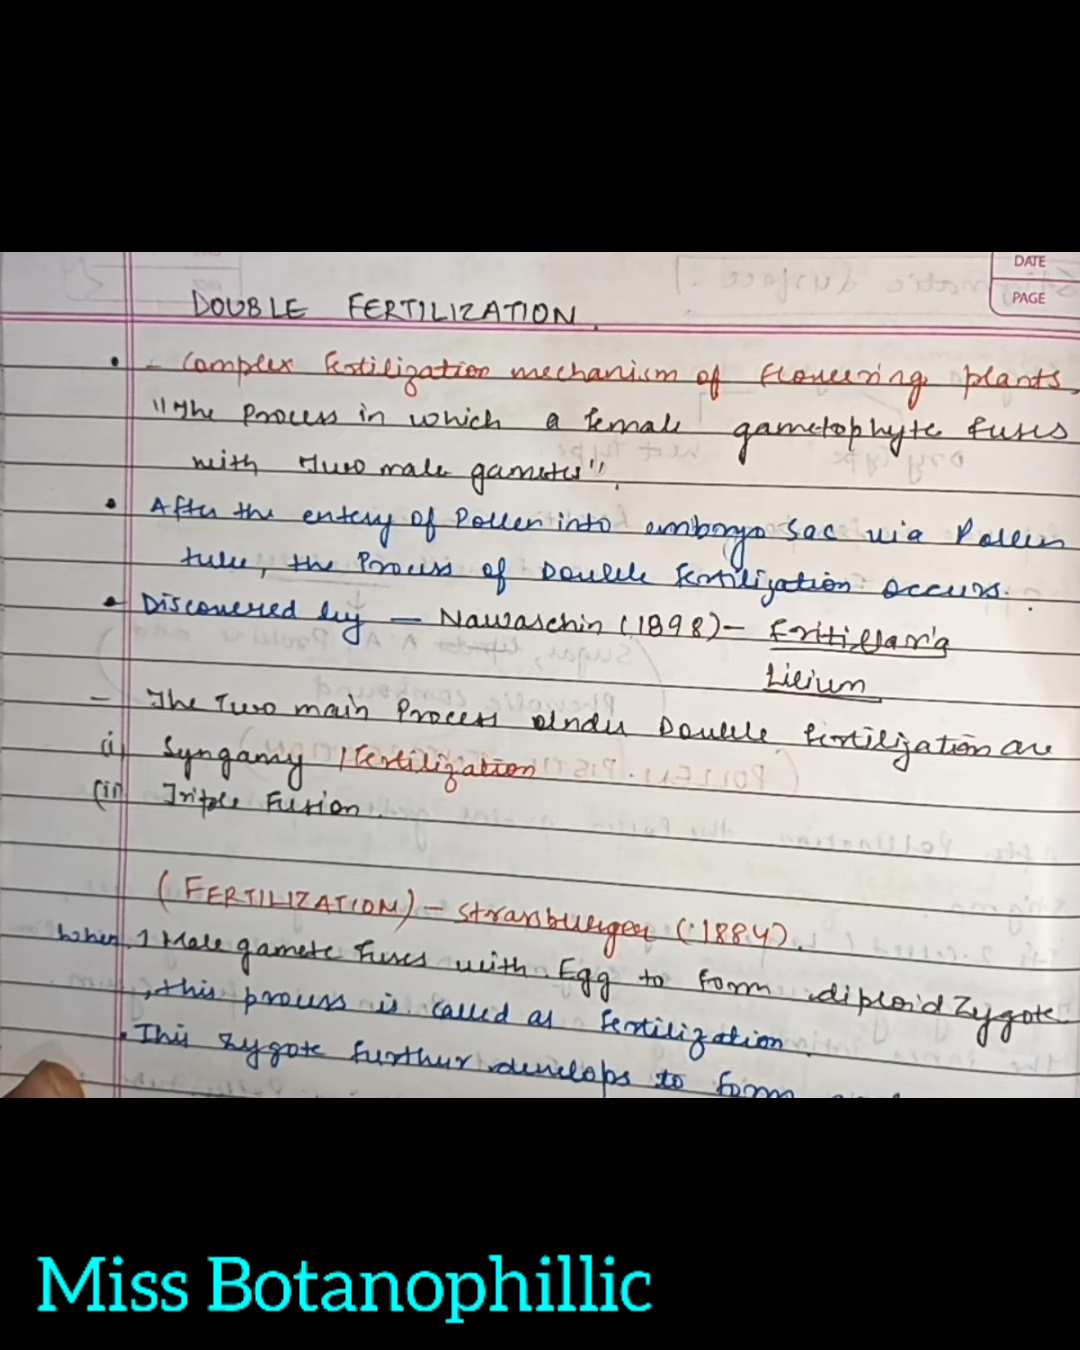 DATE
PAGE
DOUBLE FERTILIZATION.
• - Complex fertilization mechanism of flowering plants.
"The process in which a female gametophyte fuses
with Two male gametes".
• After the entery of Pollen into embryo sac via Pollen
tube, the Process of Double fertilization occurs.
• Discovered by — Nawaschin (1898) - Fritillaria
Lilium
- The Two main Process under Double fertilization are
(i) Syngamy / Fertilization
(ii) Triple Fusion
(FERTILIZATION) - Strasburger (1884).
When 1 Male gamete Fuses with Egg to form diploid Zygote
, this process is called as fertilization.
• This zygote further develops to form
Miss Botanophillic